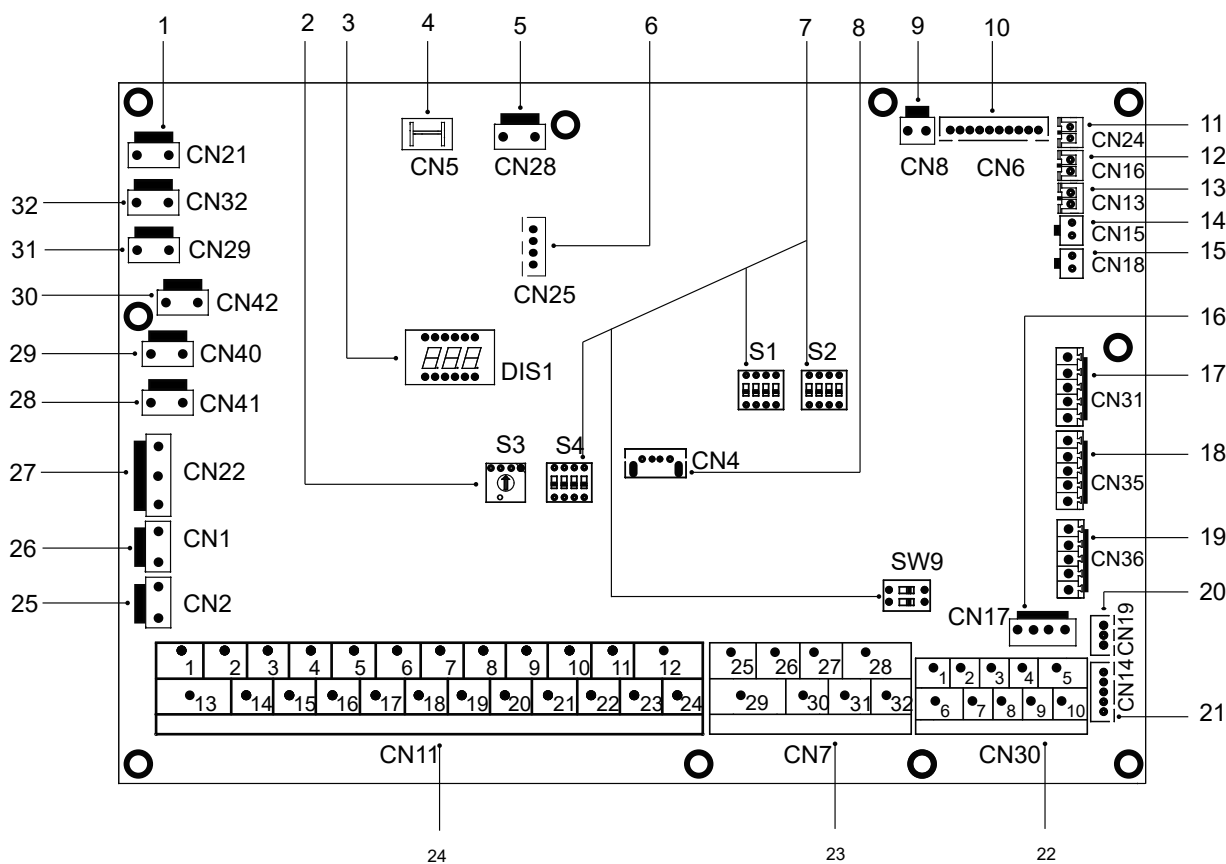 1 2 3 4 5 6 7 8 9 10
CN21
CN5
CN28
CN8
CN6
CN24
11
CN16
12
CN13
13
CN15
14
CN18
15
32
CN32
31
CN29
CN25
30
CN42
16
29
CN40
DIS1
S1
S2
17
CN31
28
CN41
27
CN22
S3
S4
CN4
18
CN35
26
CN1
19
CN36
SW9
25
CN2
CN17
20
CN19
1 2 3 4 5 6 7 8 9 10 11 12
25 26 27 28
1 2 3 4 5
CN14
13 14 15 16 17 18 19 20 21 22 23 24
29 30 31 32
6 7 8 9 10
21
CN11
CN7
CN30
24
23
22